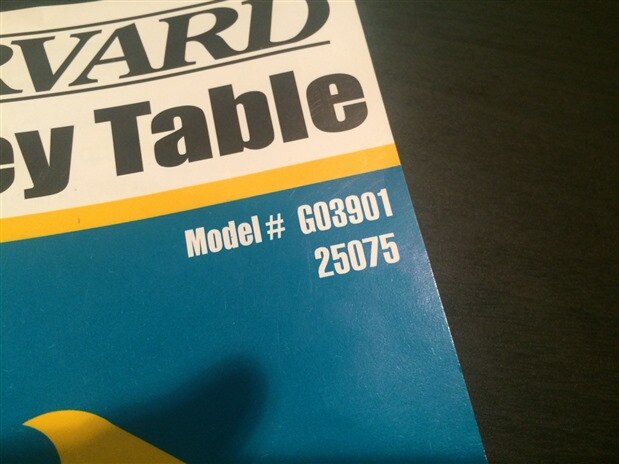 RVARD
ey Table
Model # G03901
25075